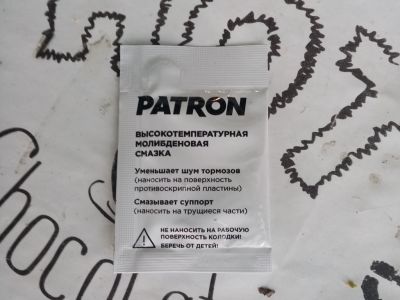 PATRON
ВЫСОКОТЕМПЕРАТУРНАЯ
МОЛИБДЕНОВАЯ
СМАЗКА
Уменьшает шум тормозов
(наносить на поверхность
противоскрипной пластины)
Смазывает суппорт
(наносить на трущиеся части)
НЕ НАНОСИТЬ НА РАБОЧУЮ
ПОВЕРХНОСТЬ КОЛОДКИ!
БЕРЕЧЬ ОТ ДЕТЕЙ!
Chocolat